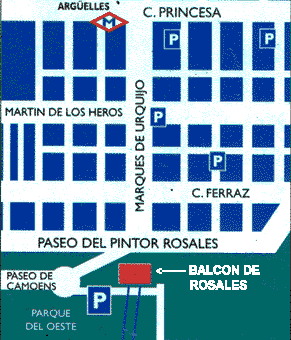 ARGÜELLES
C. PRINCESA
M
P
P
MARTIN DE LOS HEROS
P
MARQUES DE URQUIJO
P
C. FERRAZ
PASEO DEL PINTOR ROSALES
BALCON DE
ROSALES
PASEO DE
CAMOENS
P
PARQUE
DEL OESTE